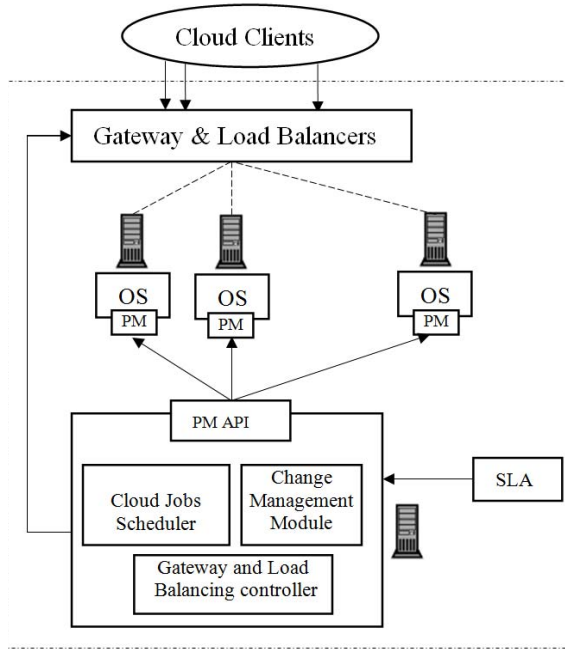 Cloud Clients
Gateway & Load Balancers
OS
PM
OS
PM
OS
PM
PM API
Cloud Jobs
Scheduler
Change
Management
Module
Gateway and Load
Balancing controller
SLA